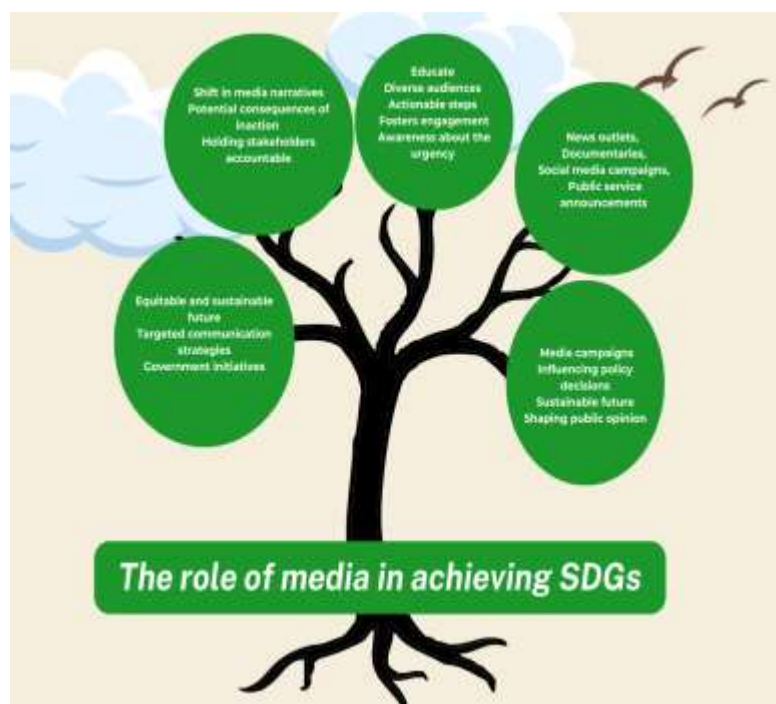 Shift in media narratives
Potential consequences of
inaction
Holding stakeholders
accountable
Educate
Diverse audiences
Actionable steps
Fosters engagement
Awareness about the
urgency
News outlets,
Documentaries,
Social media campaigns,
Public service
announcements
Equitable and sustainable
future
Targeted communication
strategies
Government initiatives
Media campaigns
Influencing policy
decisions
Sustainable future
Shaping public opinion
The role of media in achieving SDGs